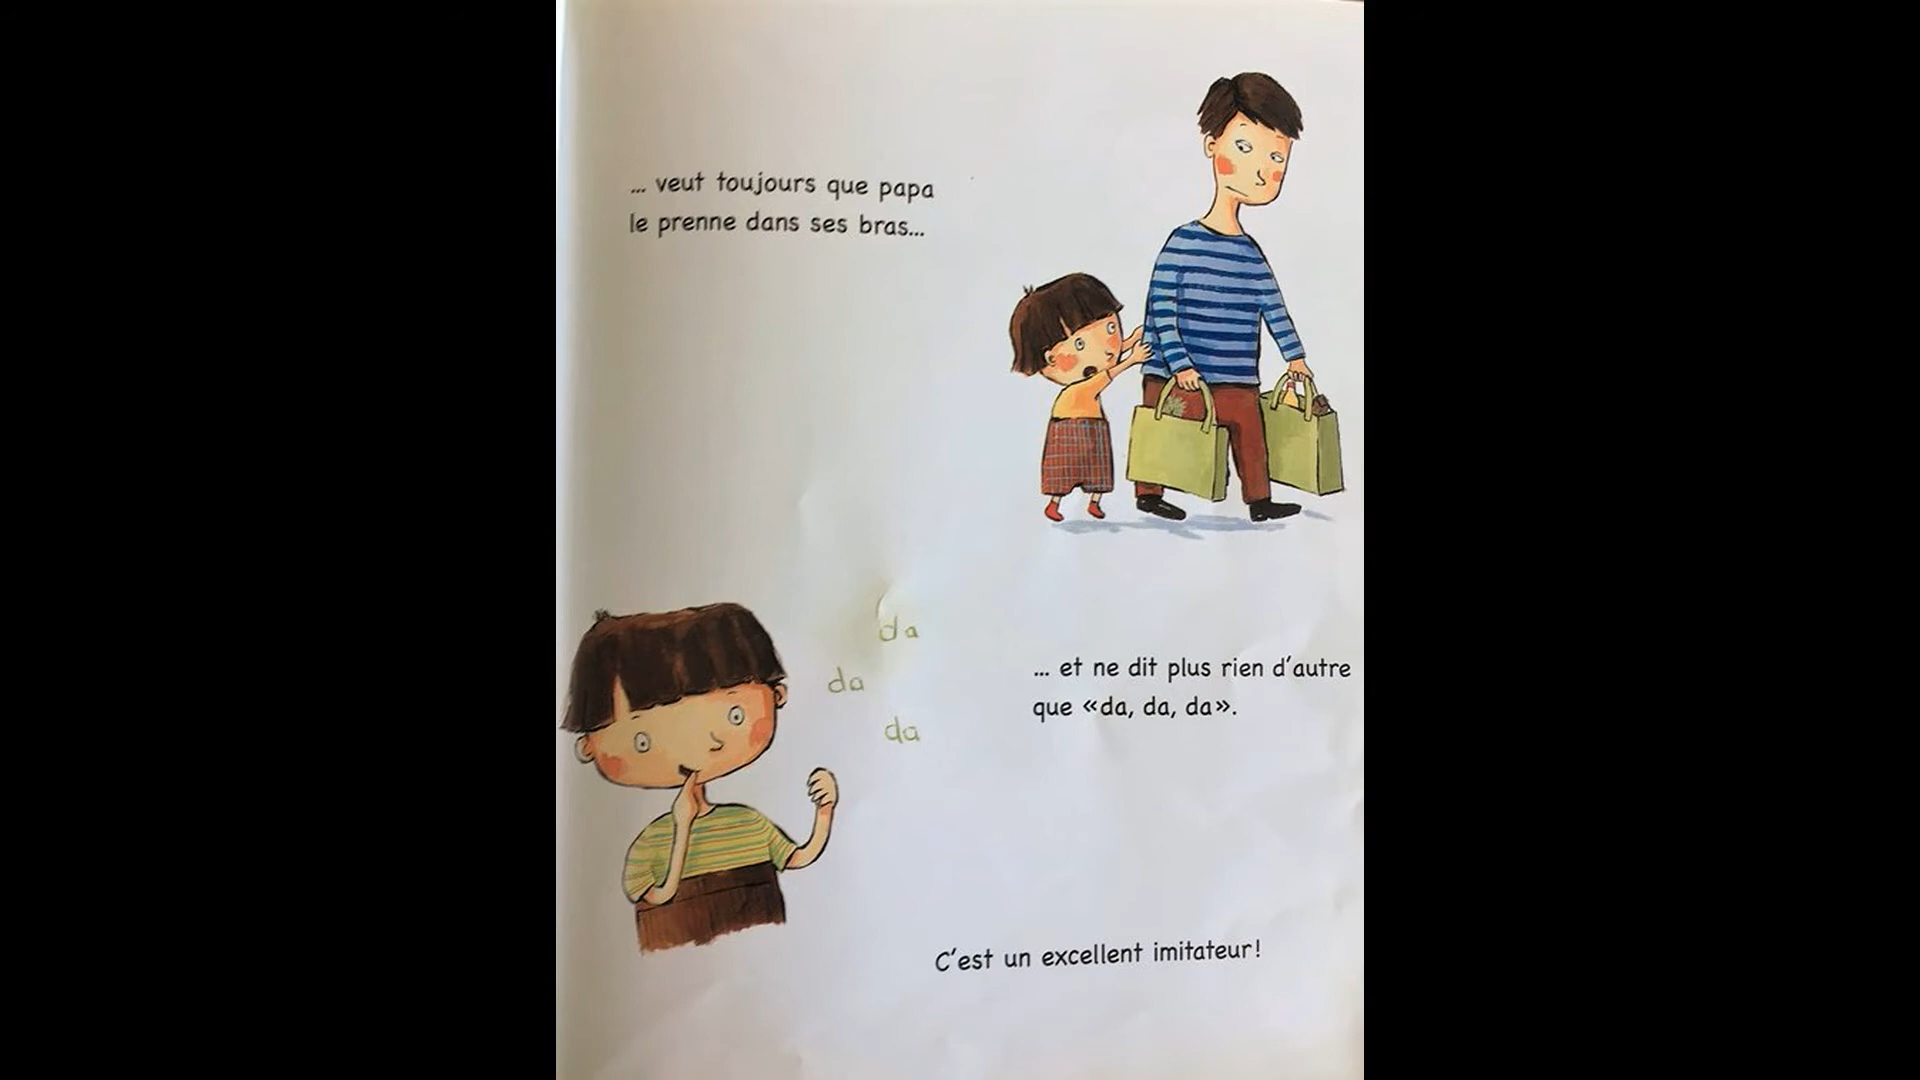 ... veut toujours que papa
le prenne dans ses bras...
da
da
da
... et ne dit plus rien d'autre
que «da, da, da».
C'est un excellent imitateur!